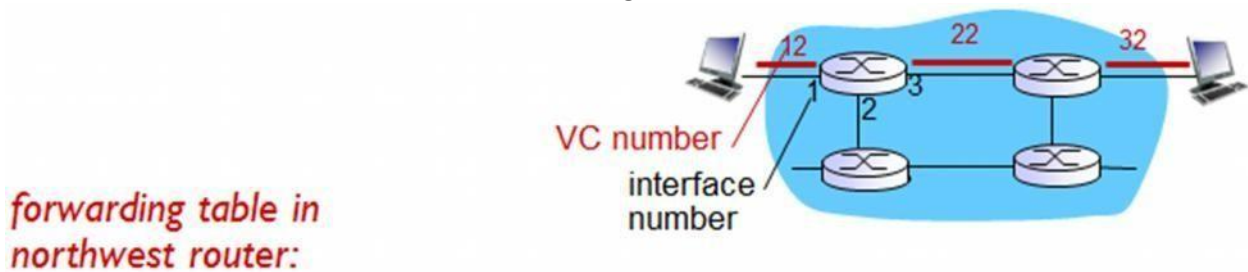 12
22
32
1
3
2
VC number
interface
number
forwarding table in
northwest router: